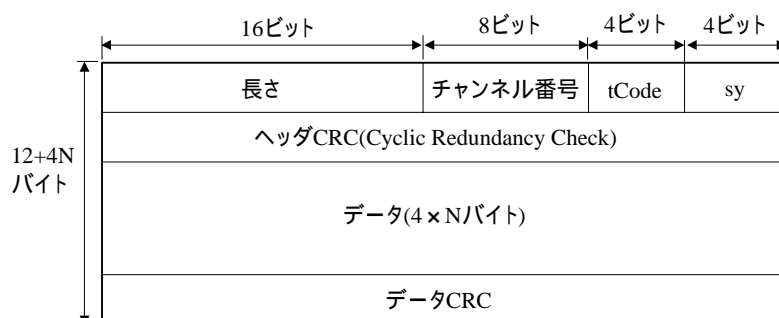 16ビット 8ビット 4ビット 4ビット
長さ チャンネル番号 tCode sy
ヘッダCRC(Cyclic Redundancy Check)
12+4N
バイト
データ(4×Nバイト)
データCRC